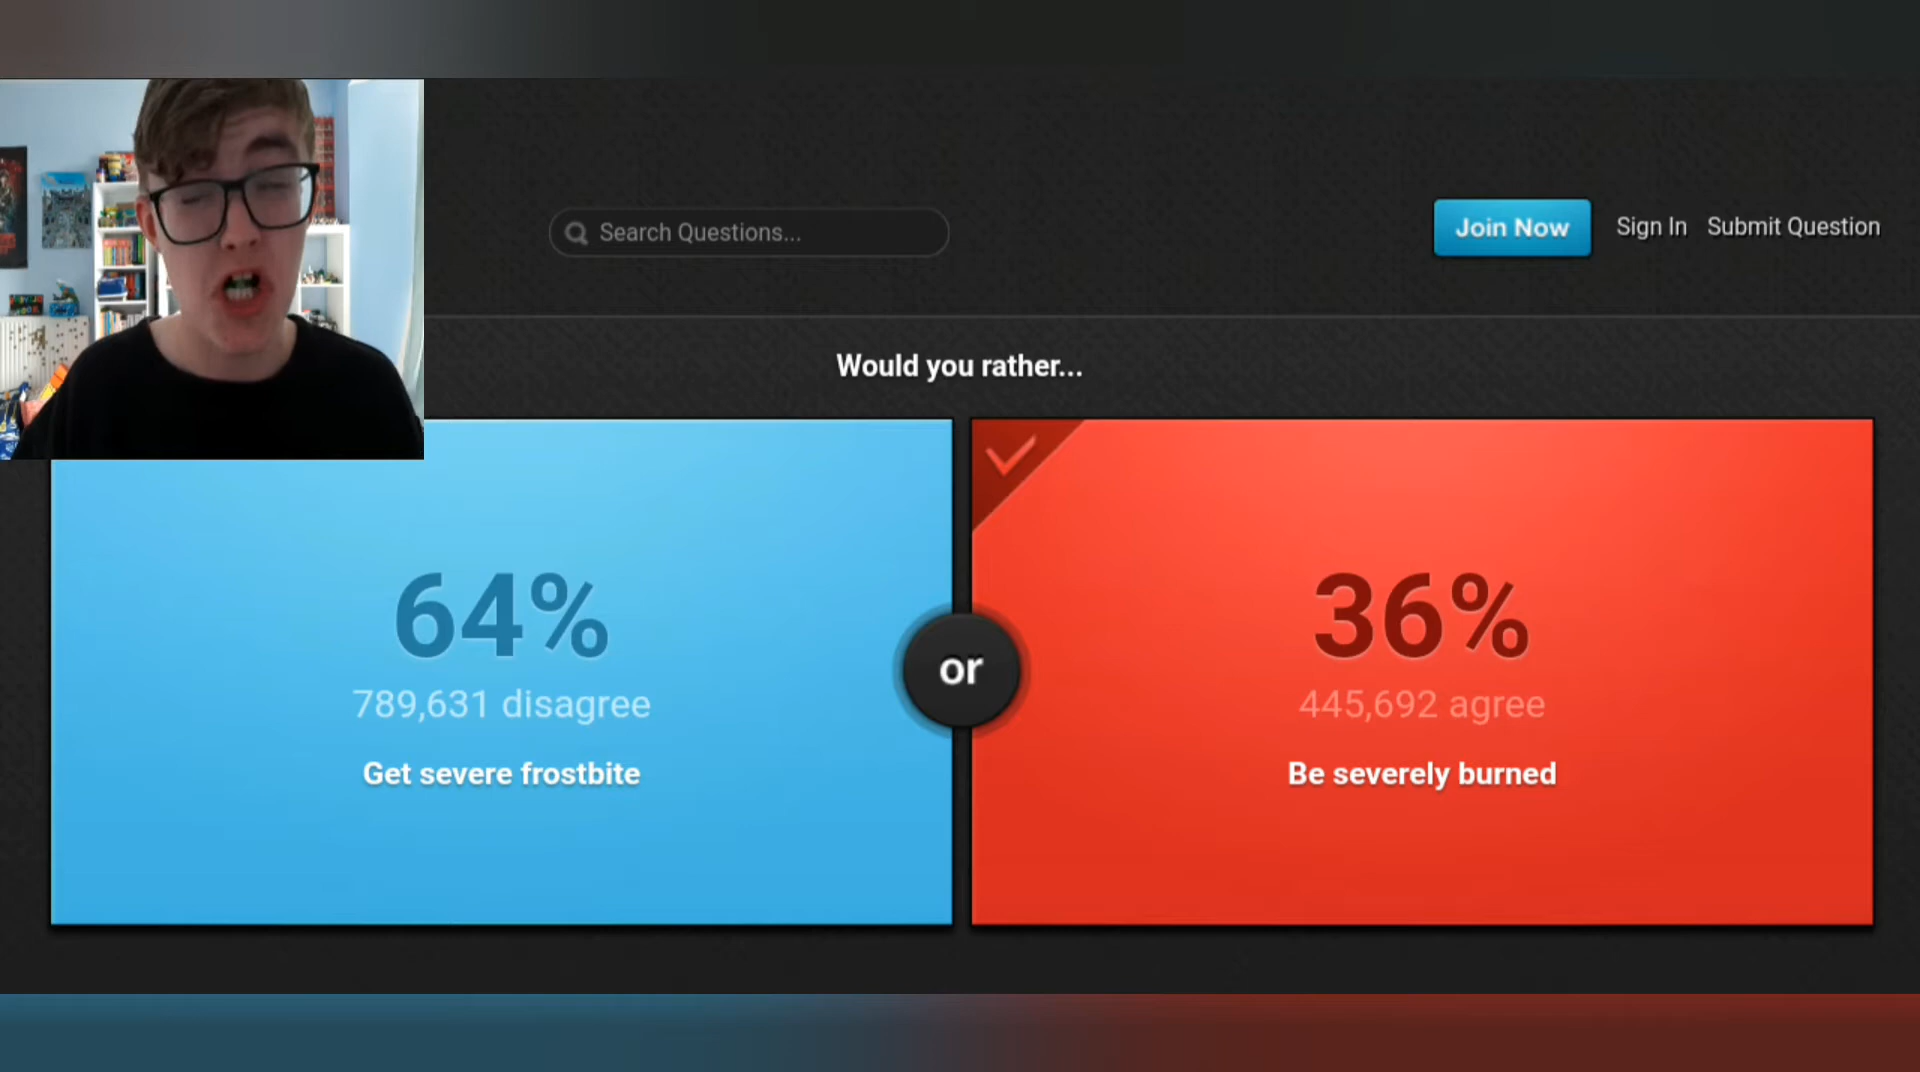 Search Questions...
Join Now
Sign In
Submit Question
Would you rather...
64%
789,631 disagree
Get severe frostbite
or
36%
445,692 agree
Be severely burned